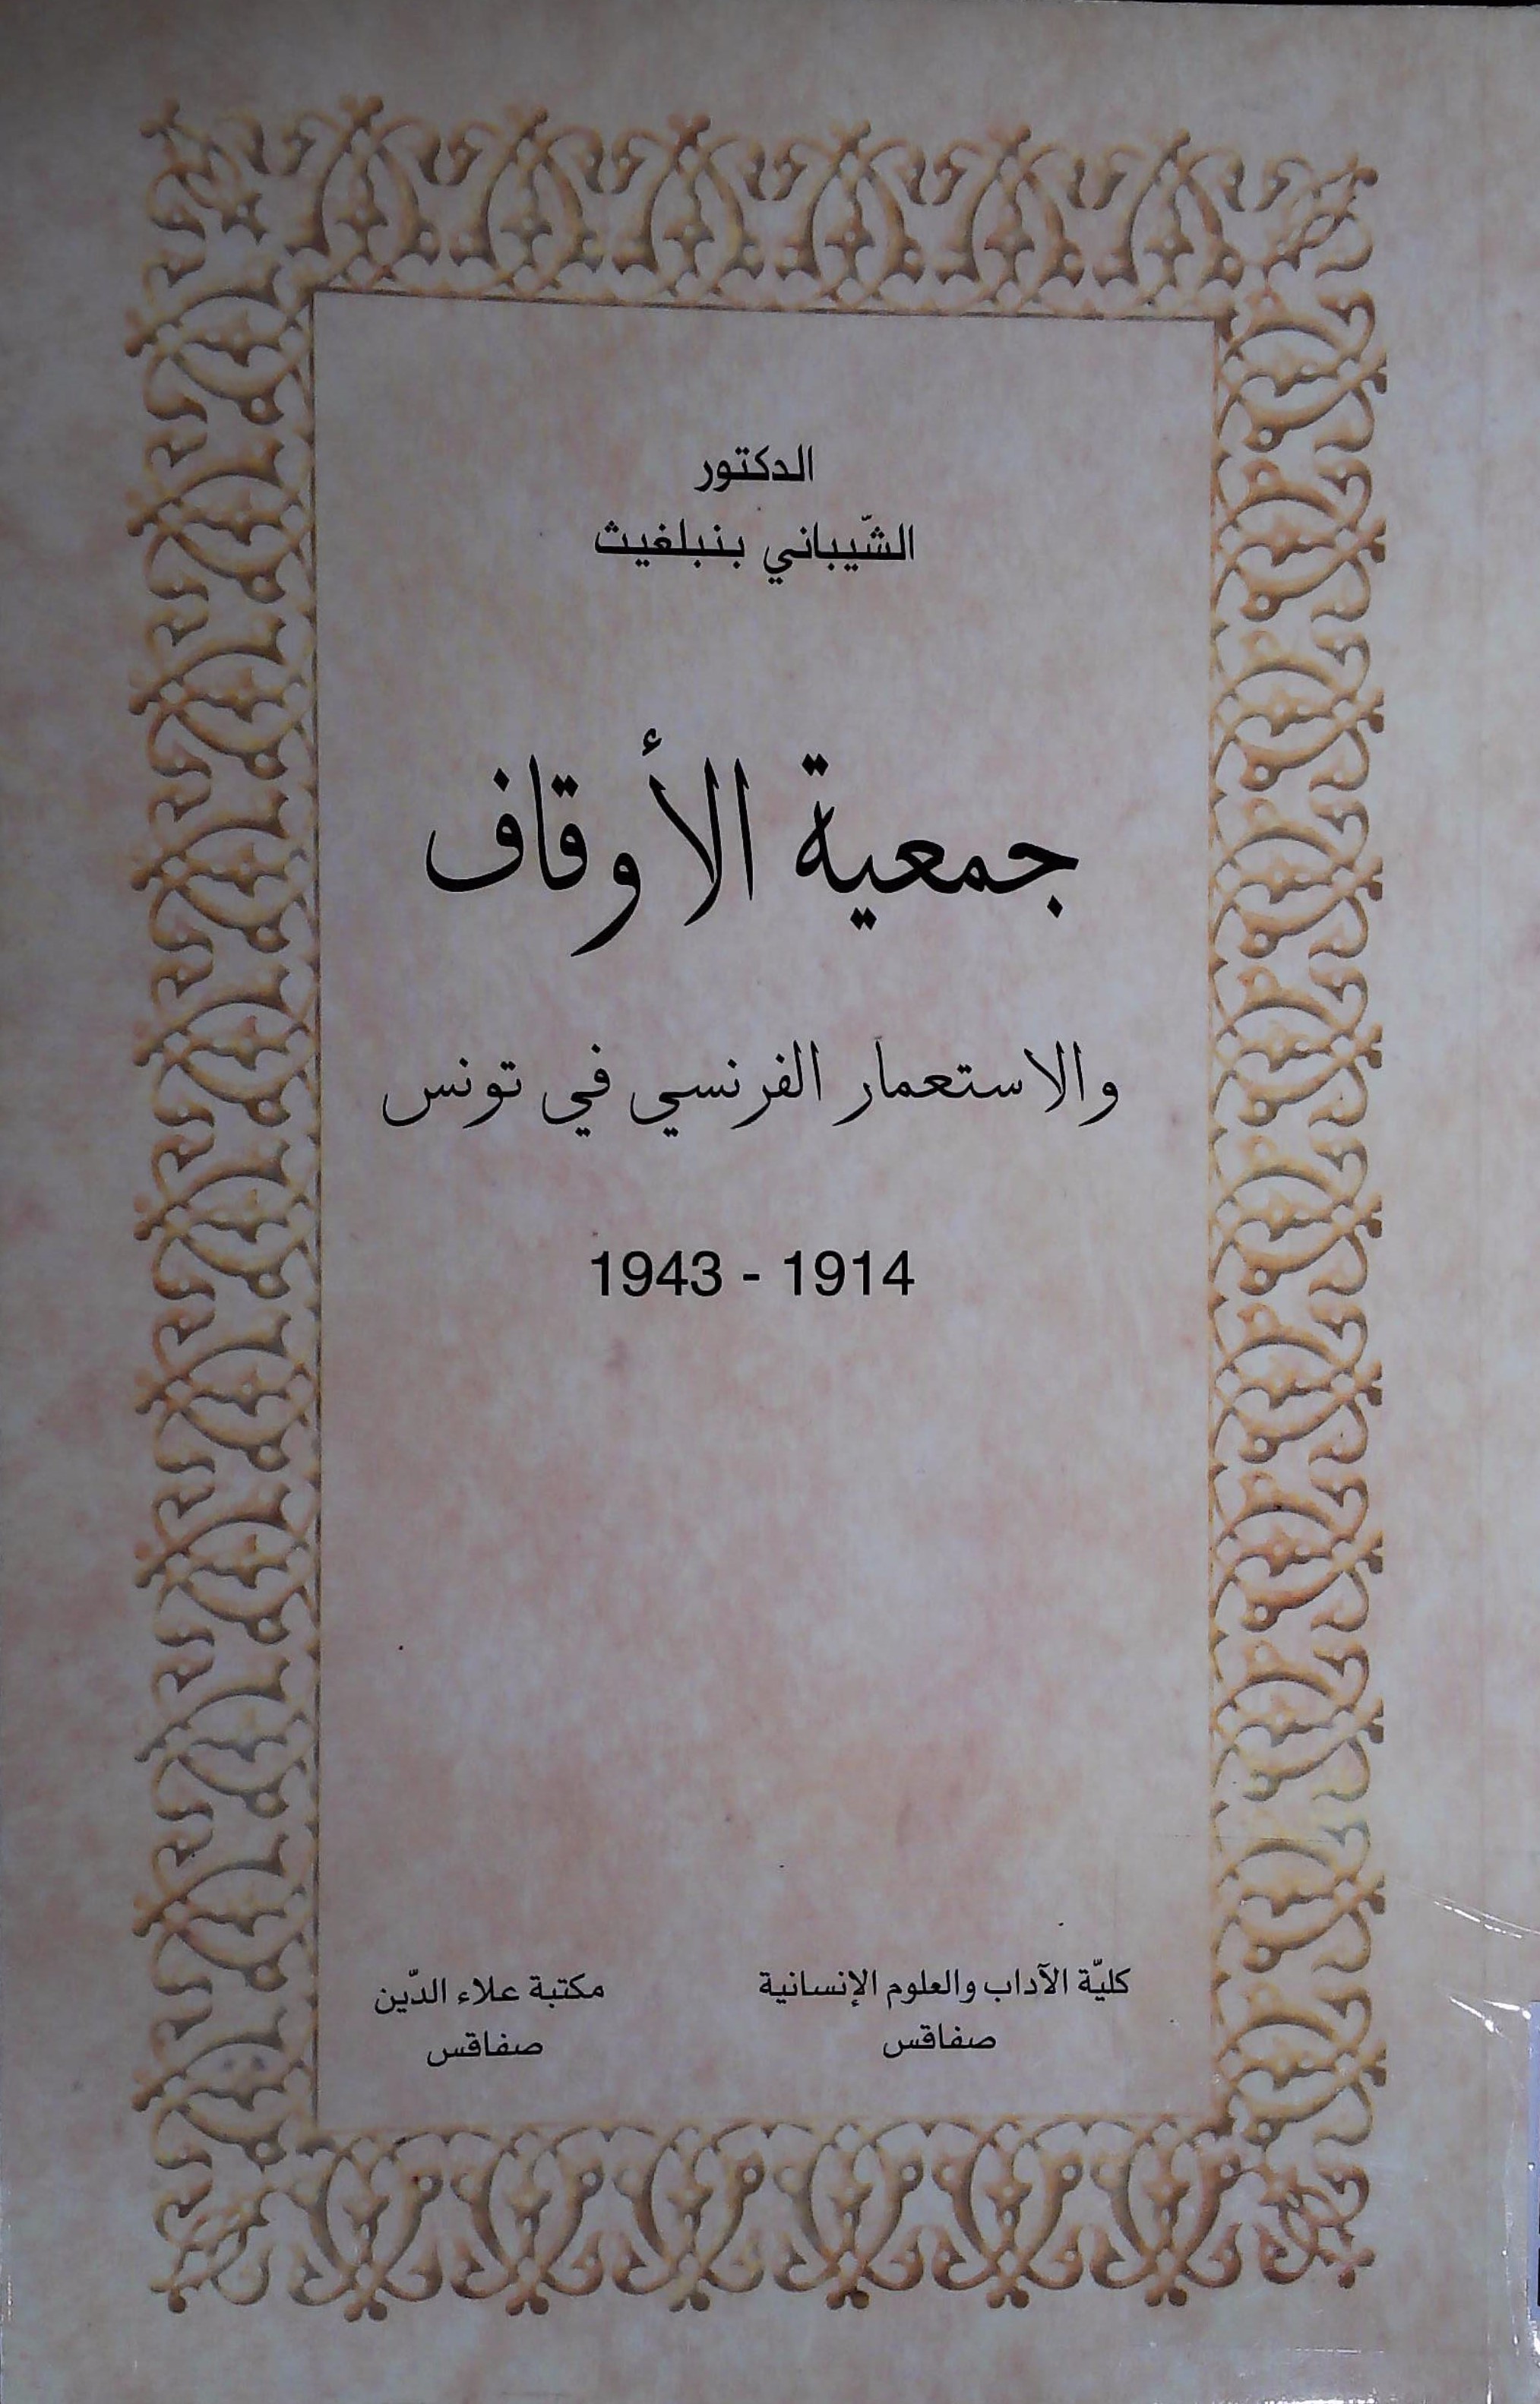 الدكتور
الشّيباني بنبلغيث
جمعية الأوقاف
والاستعمار الفرنسي في تونس
1943 - 1914
كليّة الآداب والعلوم الإنسانية
صفاقس
مكتبة علاء الدّين
صفاقس